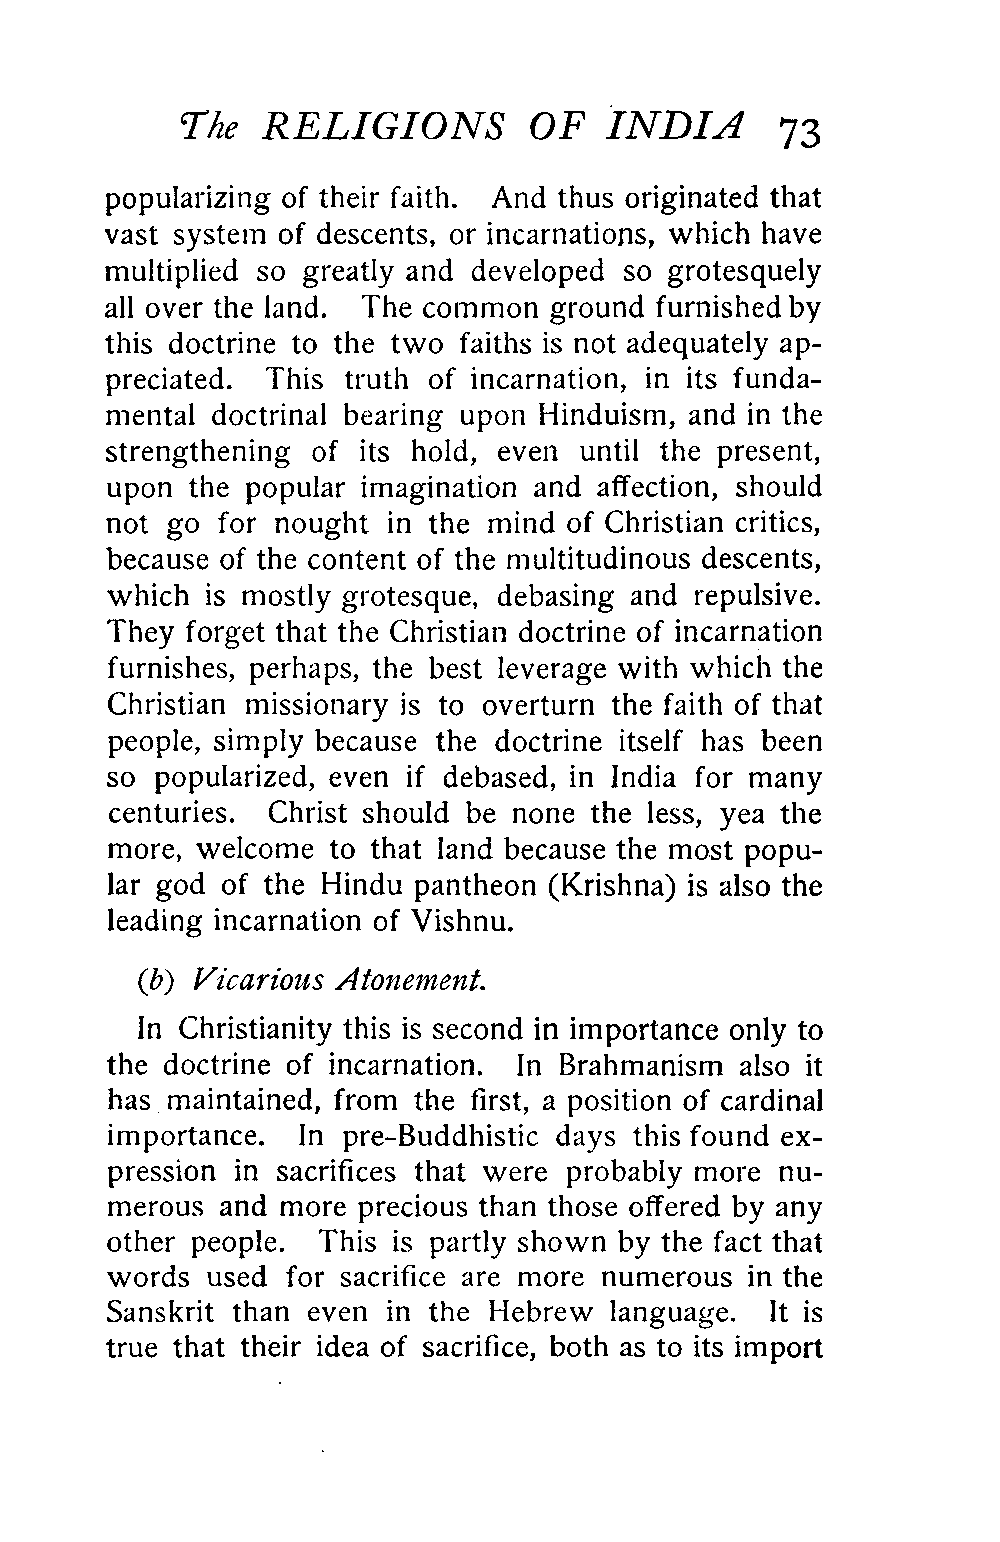 The RELIGIONS OF INDIA 73
popularizing of their faith. And thus originated that
vast system of descents, or incarnations, which have
multiplied so greatly and developed so grotesquely
all over the land. The common ground furnished by
this doctrine to the two faiths is not adequately ap-
preciated. This truth of incarnation, in its funda-
mental doctrinal bearing upon Hinduism, and in the
strengthening of its hold, even until the present,
upon the popular imagination and affection, should
not go for nought in the mind of Christian critics,
because of the content of the multitudinous descents,
which is mostly grotesque, debasing and repulsive.
They forget that the Christian doctrine of incarnation
furnishes, perhaps, the best leverage with which the
Christian missionary is to overturn the faith of that
people, simply because the doctrine itself has been
so popularized, even if debased, in India for many
centuries. Christ should be none the less, yea the
more, welcome to that land because the most popu-
lar god of the Hindu pantheon (Krishna) is also the
leading incarnation of Vishnu.
(b) Vicarious Atonement.
In Christianity this is second in importance only to
the doctrine of incarnation. In Brahmanism also it
has maintained, from the first, a position of cardinal
importance. In pre-Buddhistic days this found ex-
pression in sacrifices that were probably more nu-
merous and more precious than those offered by any
other people. This is partly shown by the fact that
words used for sacrifice are more numerous in the
Sanskrit than even in the Hebrew language. It is
true that their idea of sacrifice, both as to its import